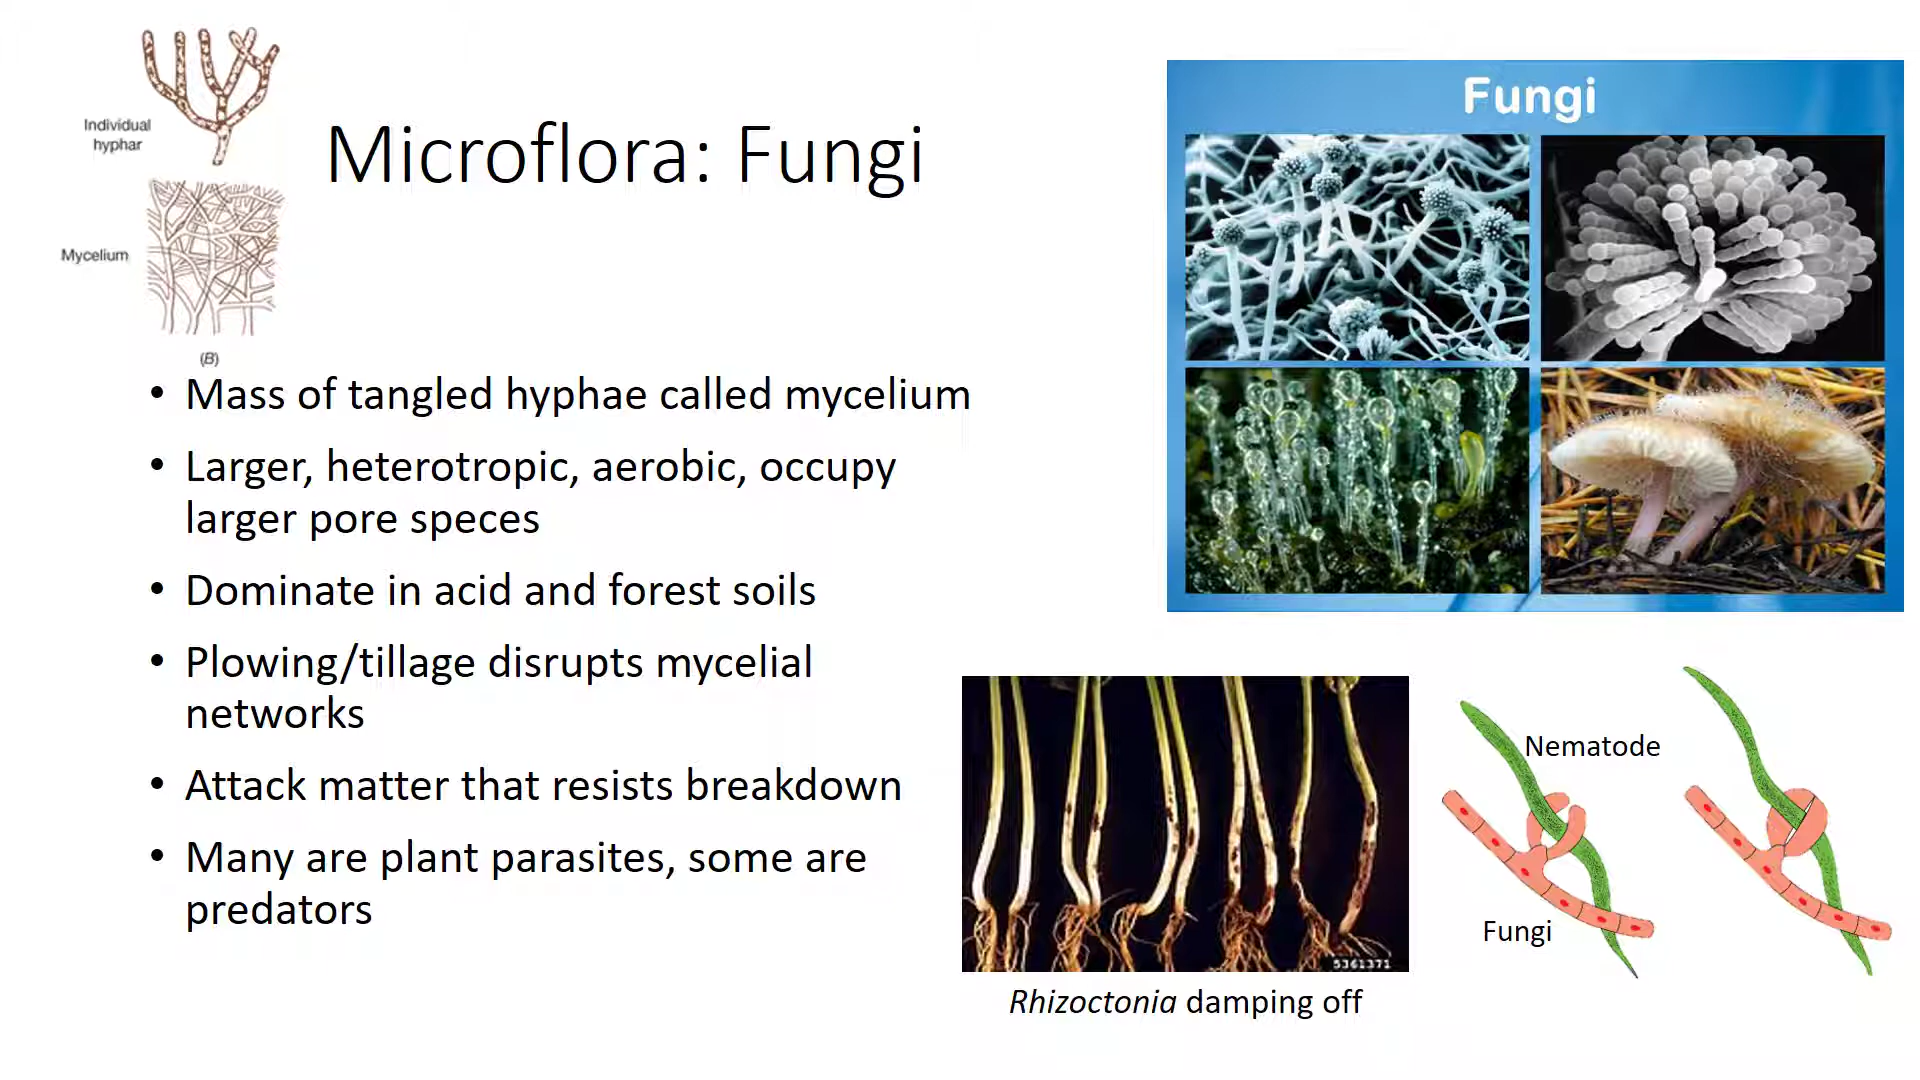 Individual
hyphar
Mycelium
(B)
Microflora: Fungi
• Mass of tangled hyphae called mycelium
• Larger, heterotropic, aerobic, occupy
larger pore speces
• Dominate in acid and forest soils
• Plowing/tillage disrupts mycelial
networks
• Attack matter that resists breakdown
• Many are plant parasites, some are
predators
Fungi
5361371
Rhizoctonia damping off
Nematode
Fungi